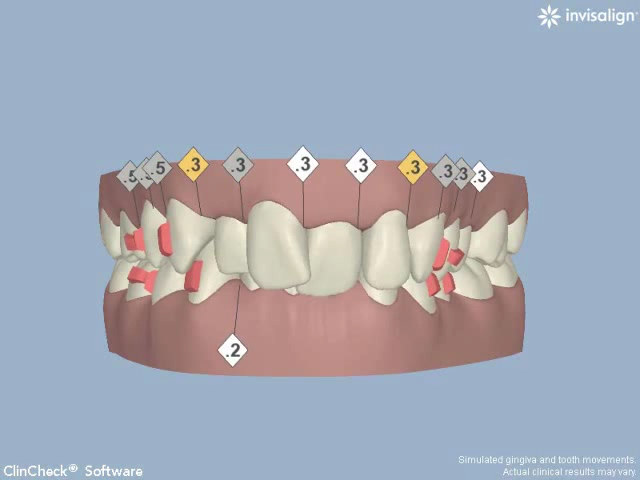 invisalign
.5 .5 .3 .3 .3 .3 .3 .3 .3 .3
.2
Simulated gingiva and tooth movements.
ClinCheck® Software
Actual clinical results may vary.